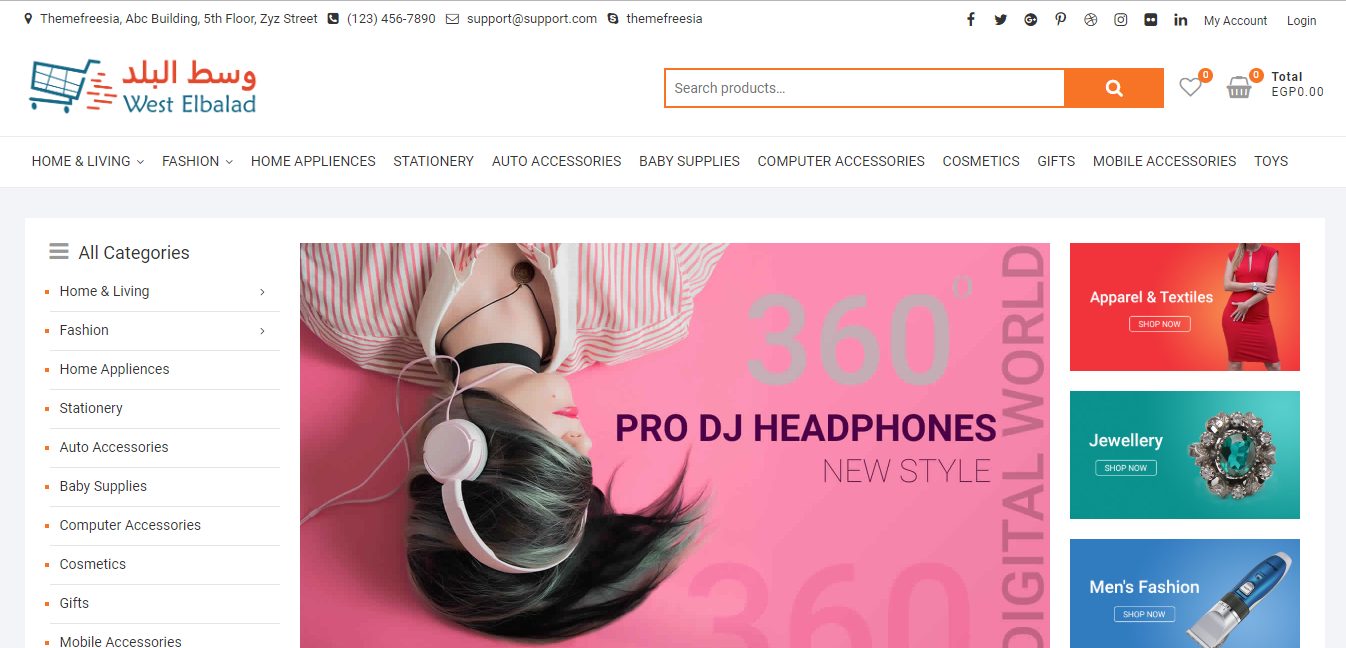 Themefreesia, Abc Building, 5th Floor, Zyz Street (123) 456-7890 support@support.com themefreesia
My Account Login
وسط البلد
West Elbalad
Search products...
0
0
Total
EGP0.00
HOME & LIVING FASHION HOME APPLIENCES STATIONERY AUTO ACCESSORIES BABY SUPPLIES COMPUTER ACCESSORIES COSMETICS GIFTS MOBILE ACCESSORIES TOYS
All Categories
Home & Living
Fashion
Home Appliences
Stationery
Auto Accessories
Baby Supplies
Computer Accessories
Cosmetics
Gifts
Mobile Accessories
360°
PRO DJ HEADPHONES
NEW STYLE
DIGITAL WORLD
360
Apparel & Textiles
SHOP NOW
Jewellery
SHOP NOW
Men's Fashion
SHOP NOW